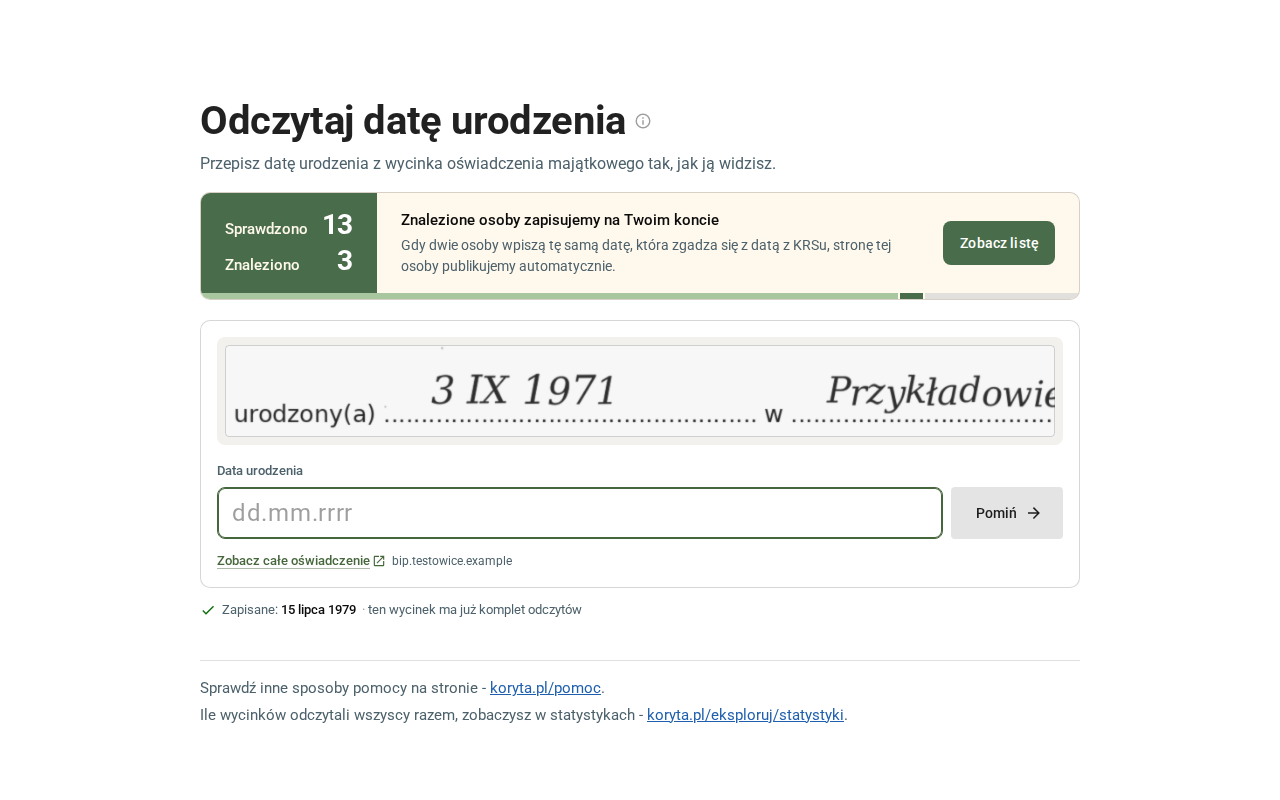 Odczytaj datę urodzenia
Przepisz datę urodzenia z wycinka oświadczenia majątkowego tak, jak ją widzisz.
Sprawdzono 13
Znaleziono 3
Znalezione osoby zapisujemy na Twoim koncie
Gdy dwie osoby wpiszą tę samą datę, która zgadza się z datą z KRSu, stronę tej
osoby publikujemy automatycznie.
Zobacz listę
3 IX 1971 Przykładowie
urodzony(a) .................................................. w ...................................
Data urodzenia
dd.mm.rrrr
Pomiń →
Zobacz całe oświadczenie bip.testowice.example
Zapisane: 15 lipca 1979 · ten wycinek ma już komplet odczytów
Sprawdź inne sposoby pomocy na stronie - koryta.pl/pomoc.
Ile wycinków odczytali wszyscy razem, zobaczysz w statystykach - koryta.pl/eksploruj/statystyki.